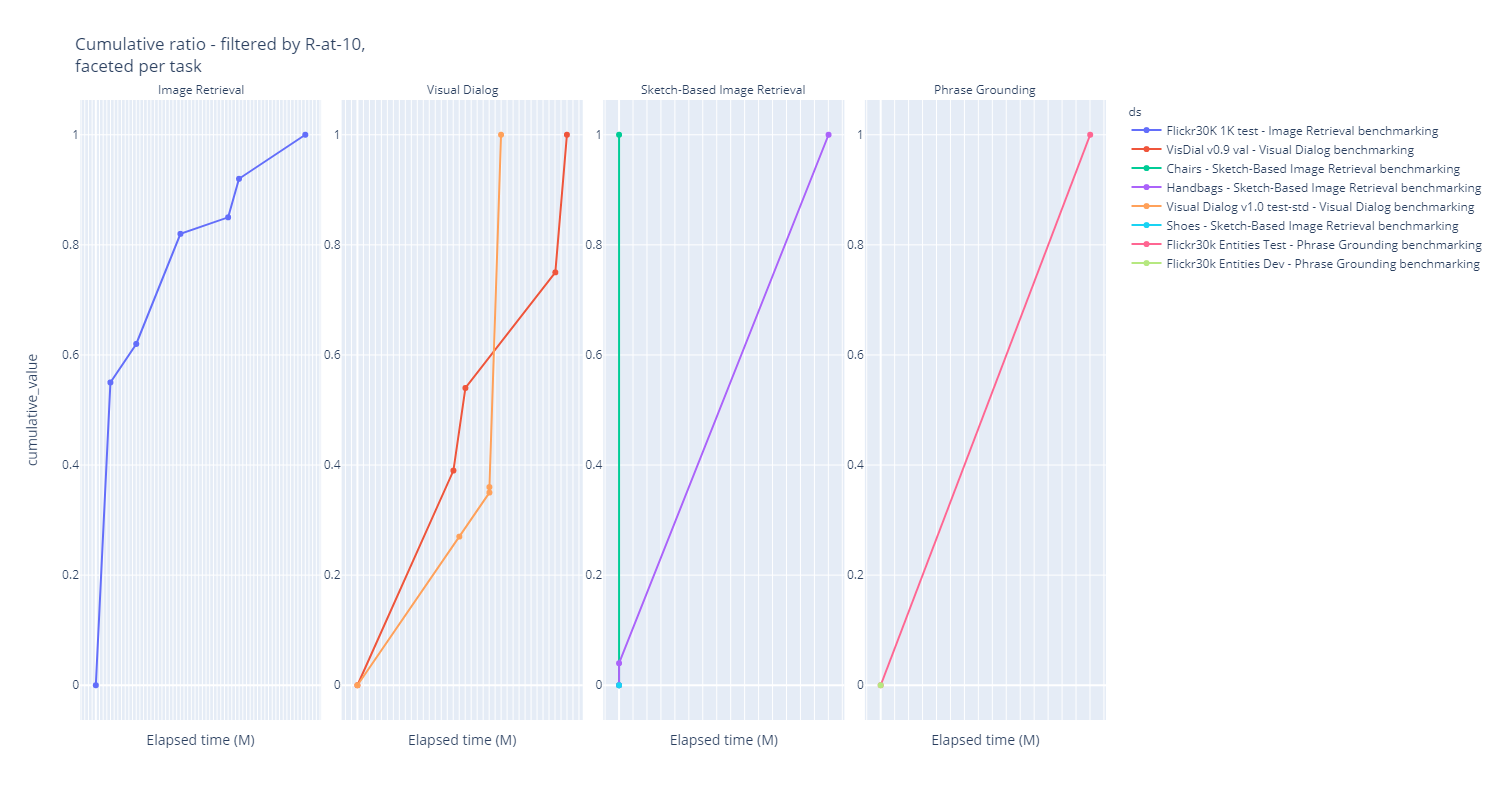 Cumulative ratio - filtered by R-at-10,
faceted per task
Image Retrieval
Visual Dialog
Sketch-Based Image Retrieval
Phrase Grounding
cumulative_value
1
0.8
0.6
0.4
0.2
0
1
0.8
0.6
0.4
0.2
0
1
0.8
0.6
0.4
0.2
0
1
0.8
0.6
0.4
0.2
0
Elapsed time (M)
Elapsed time (M)
Elapsed time (M)
Elapsed time (M)
ds
Flickr30K 1K test - Image Retrieval benchmarking
VisDial v0.9 val - Visual Dialog benchmarking
Chairs - Sketch-Based Image Retrieval benchmarking
Handbags - Sketch-Based Image Retrieval benchmarking
Visual Dialog v1.0 test-std - Visual Dialog benchmarking
Shoes - Sketch-Based Image Retrieval benchmarking
Flickr30k Entities Test - Phrase Grounding benchmarking
Flickr30k Entities Dev - Phrase Grounding benchmarking